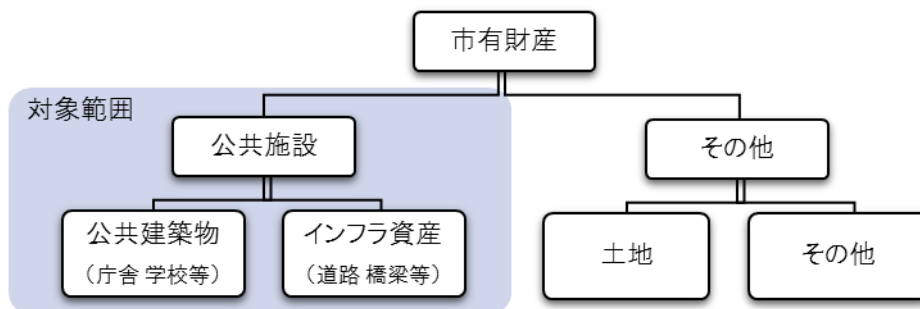 市有財産
対象範囲
公共施設
その他
公共建築物
（庁舎 学校等）
インフラ資産
（道路 橋梁等）
土地
その他